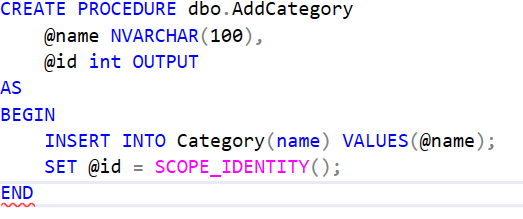 CREATE PROCEDURE dbo.AddCategory
    @name NVARCHAR(100),
    @id int OUTPUT
AS
BEGIN
    INSERT INTO Category(name) VALUES(@name);
    SET @id = SCOPE_IDENTITY();
END